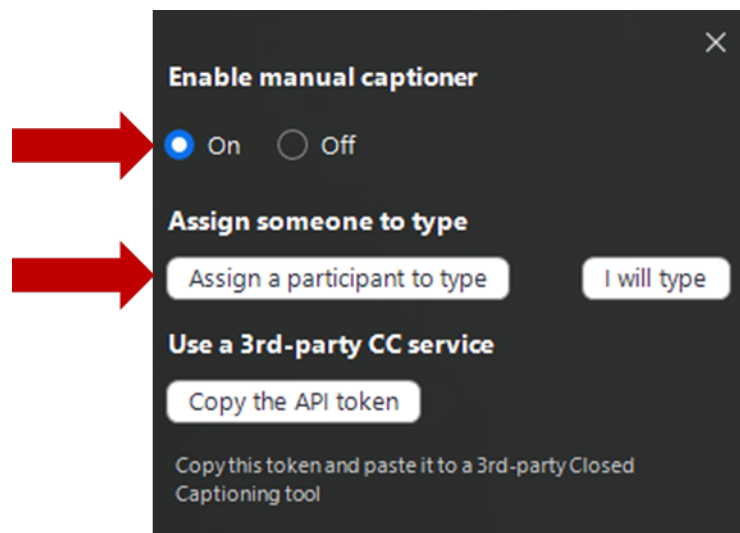 Enable manual captioner
On Off
Assign someone to type
Assign a participant to type I will type
Use a 3rd-party CC service
Copy the API token
Copy this token and paste it to a 3rd-party Closed
Captioning tool